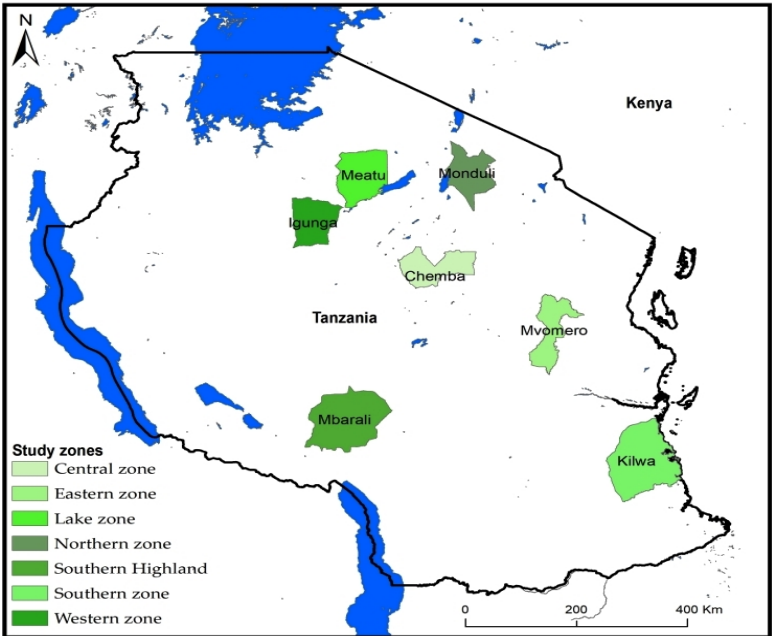 N
Kenya
Meatu
Monduli
Igunga
Chemba
Tanzania
Mvomero
Mbarali
Kilwa
Study zones
Central zone
Eastern zone
Lake zone
Northern zone
Southern Highland
Southern zone
Western zone
0 200 400 Km